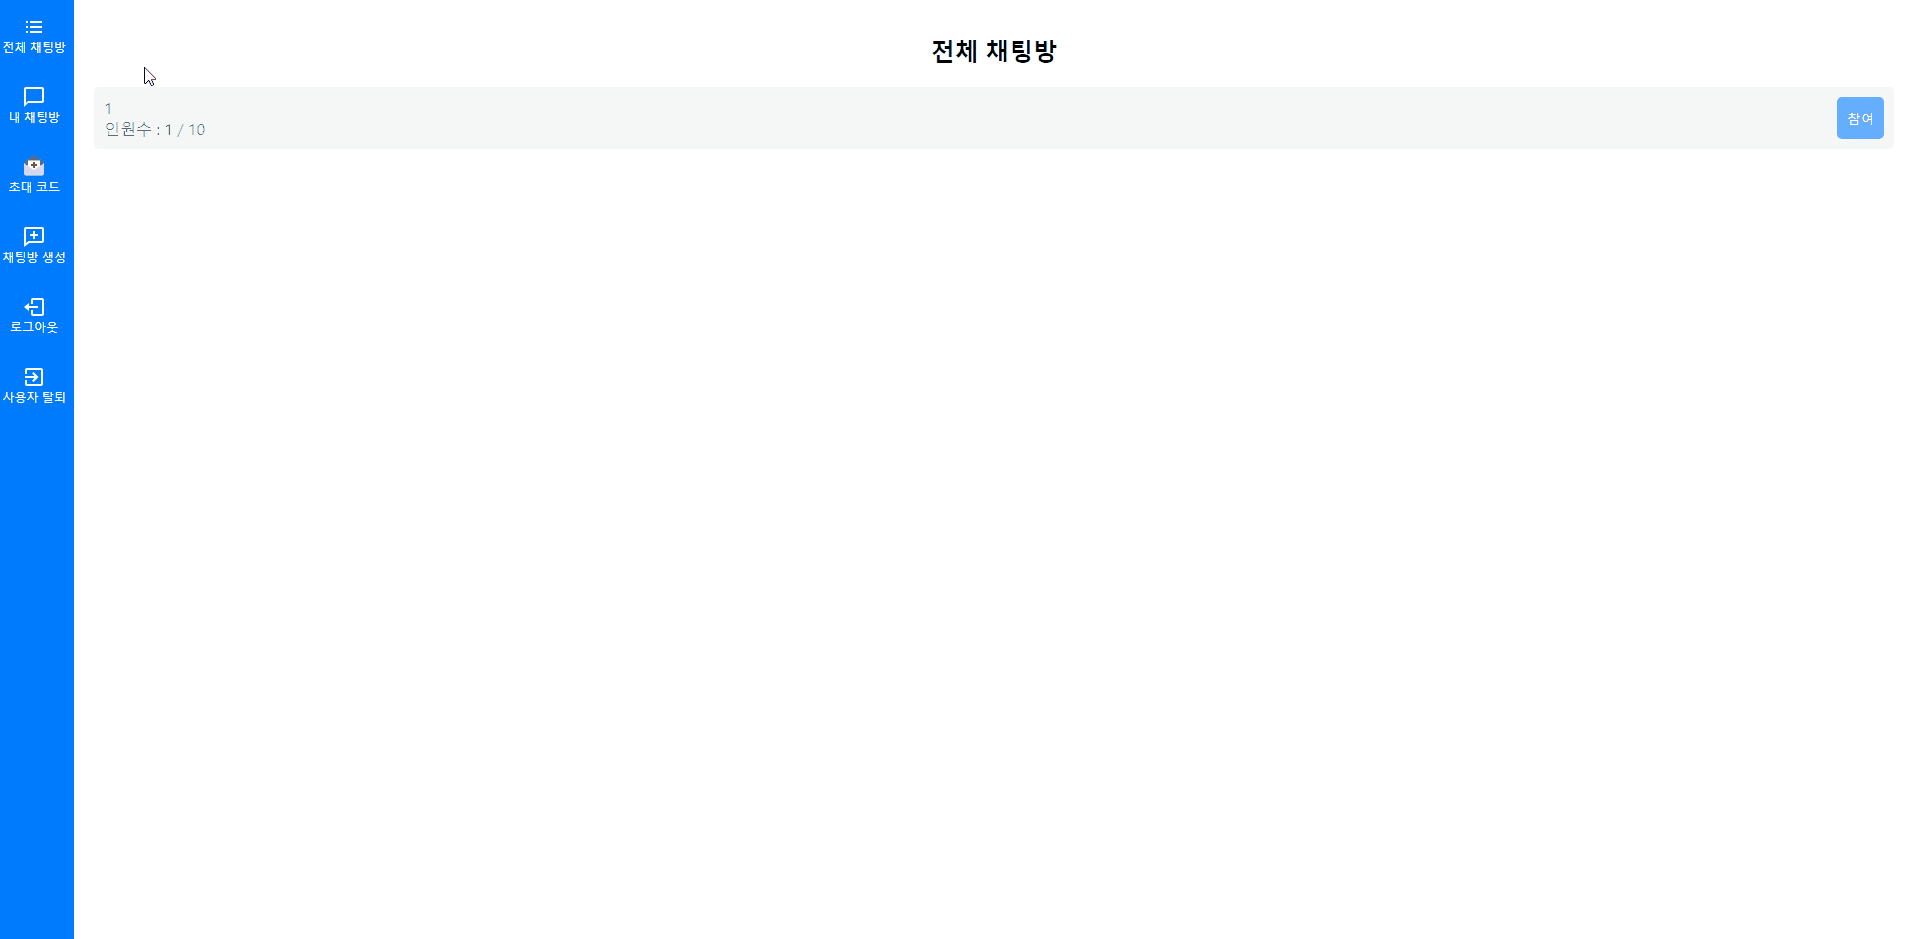 전체 채팅방
내 채팅방
초대 코드
채팅방 생성
로그아웃
사용자 탈퇴
전체 채팅방
1
인원수 : 1 / 10
참여